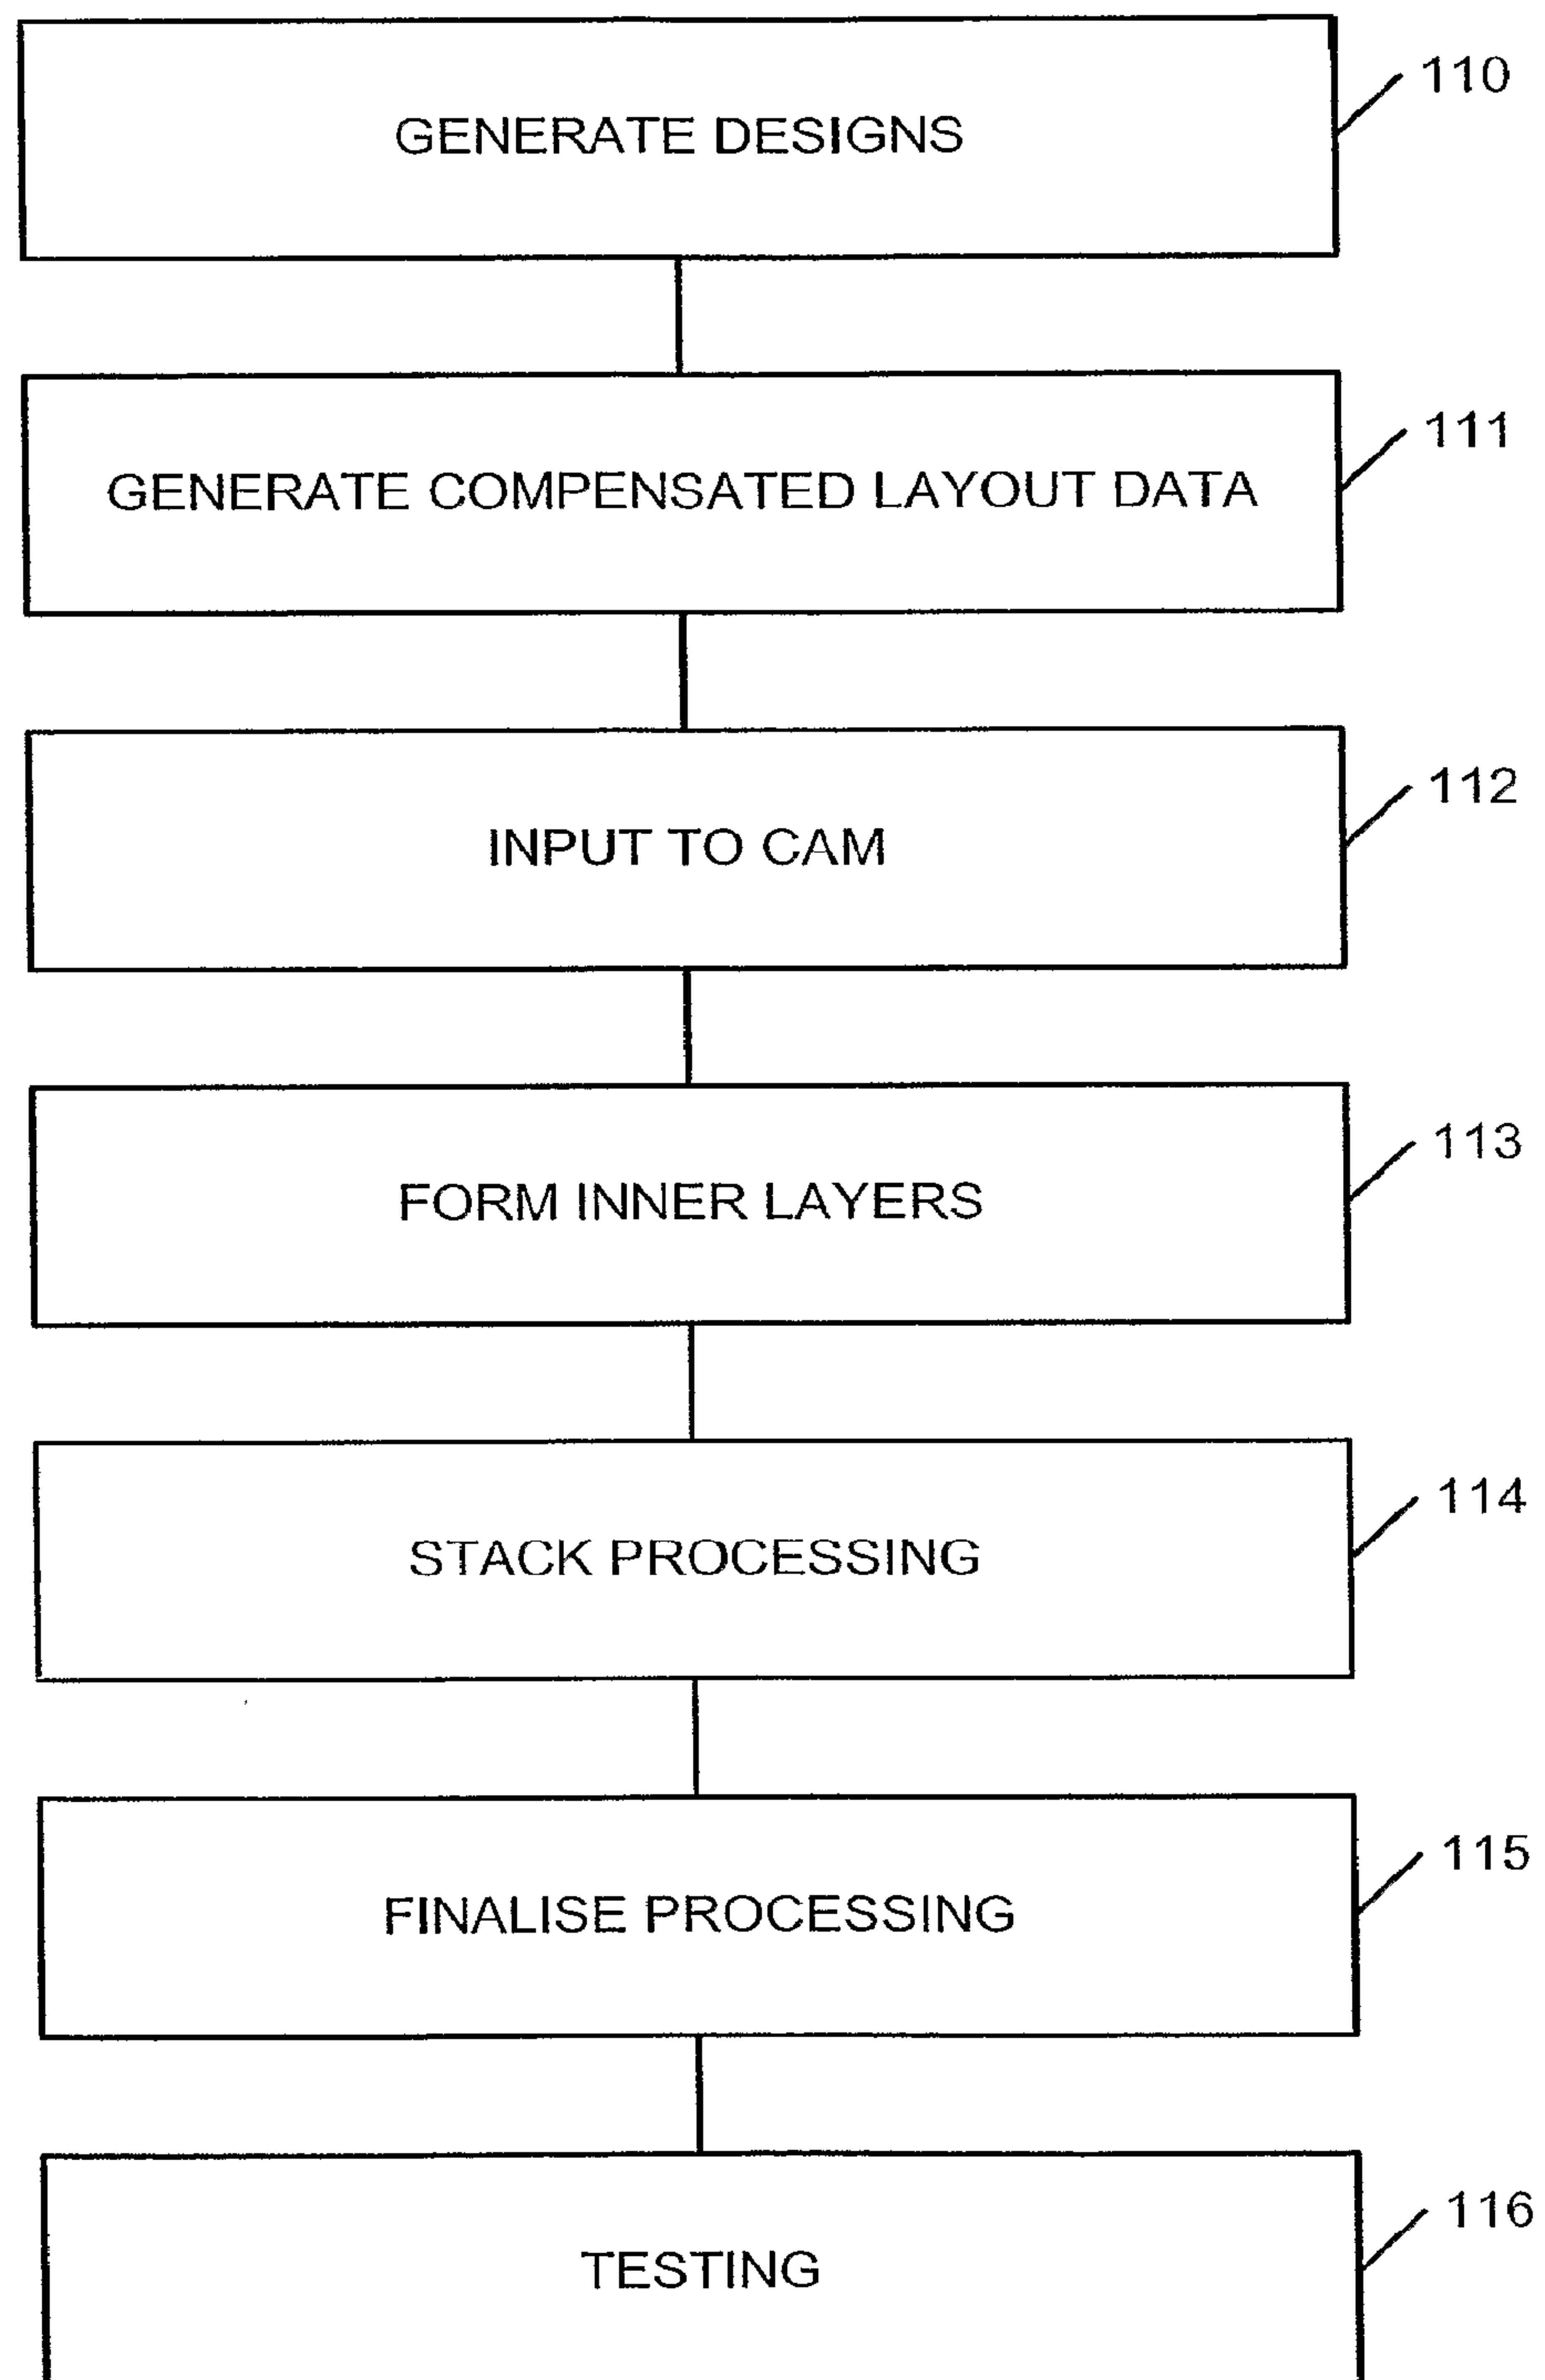 GENERATE DESIGNS
110
GENERATE COMPENSATED LAYOUT DATA
111
INPUT TO CAM
112
FORM INNER LAYERS
113
STACK PROCESSING
114
FINALISE PROCESSING
115
TESTING
116